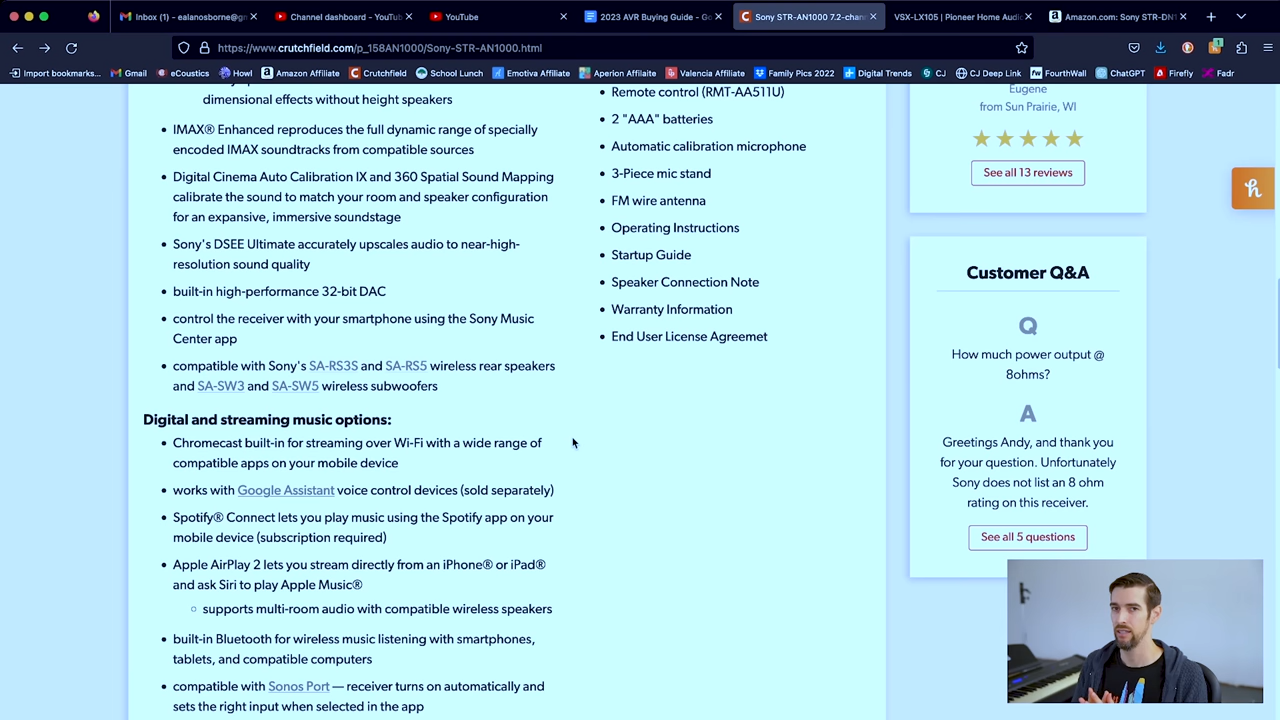 Inbox (1) – ealanosborne@gm
Channel dashboard - YouTub
YouTube
2023 AVR Buying Guide - Go
Sony STR-AN1000 7.2-chan
VSX-LX105 | Pioneer Home Audi
Amazon.com: Sony STR-DN1
https://www.crutchfield.com/p_158AN1000/Sony-STR-AN1000.html
1
Import bookmarks...
Gmail
eCoustics
Howl
Amazon Affiliate
Crutchfield
School Lunch
Emotiva Affiliate
Aperion Affilaite
Valencia Affiliate
Family Pics 2022
Digital Trends
CJ
CJ Deep Link
FourthWall
ChatGPT
Firefly
Fadr
dimensional effects without height speakers
IMAX® Enhanced reproduces the full dynamic range of specially
encoded IMAX soundtracks from compatible sources
Digital Cinema Auto Calibration IX and 360 Spatial Sound Mapping
calibrate the sound to match your room and speaker configuration
for an expansive, immersive soundstage
Sony's DSEE Ultimate accurately upscales audio to near-high-
resolution sound quality
built-in high-performance 32-bit DAC
control the receiver with your smartphone using the Sony Music
Center app
compatible with Sony's SA-RS3S and SA-RS5 wireless rear speakers
and SA-SW3 and SA-SW5 wireless subwoofers
Digital and streaming music options:
Chromecast built-in for streaming over Wi-Fi with a wide range of
compatible apps on your mobile device
works with Google Assistant voice control devices (sold separately)
Spotify® Connect lets you play music using the Spotify app on your
mobile device (subscription required)
Apple AirPlay 2 lets you stream directly from an iPhone® or iPad®
and ask Siri to play Apple Music®
supports multi-room audio with compatible wireless speakers
built-in Bluetooth for wireless music listening with smartphones,
tablets, and compatible computers
compatible with Sonos Port — receiver turns on automatically and
sets the right input when selected in the app
Remote control (RMT-AA511U)
2 "AAA" batteries
Automatic calibration microphone
3-Piece mic stand
FM wire antenna
Operating Instructions
Startup Guide
Speaker Connection Note
Warranty Information
End User License Agreemet
Eugene
from Sun Prairie, WI
See all 13 reviews
Customer Q&A
Q
How much power output @
8ohms?
A
Greetings Andy, and thank you
for your question. Unfortunately
Sony does not list an 8 ohm
rating on this receiver.
See all 5 questions